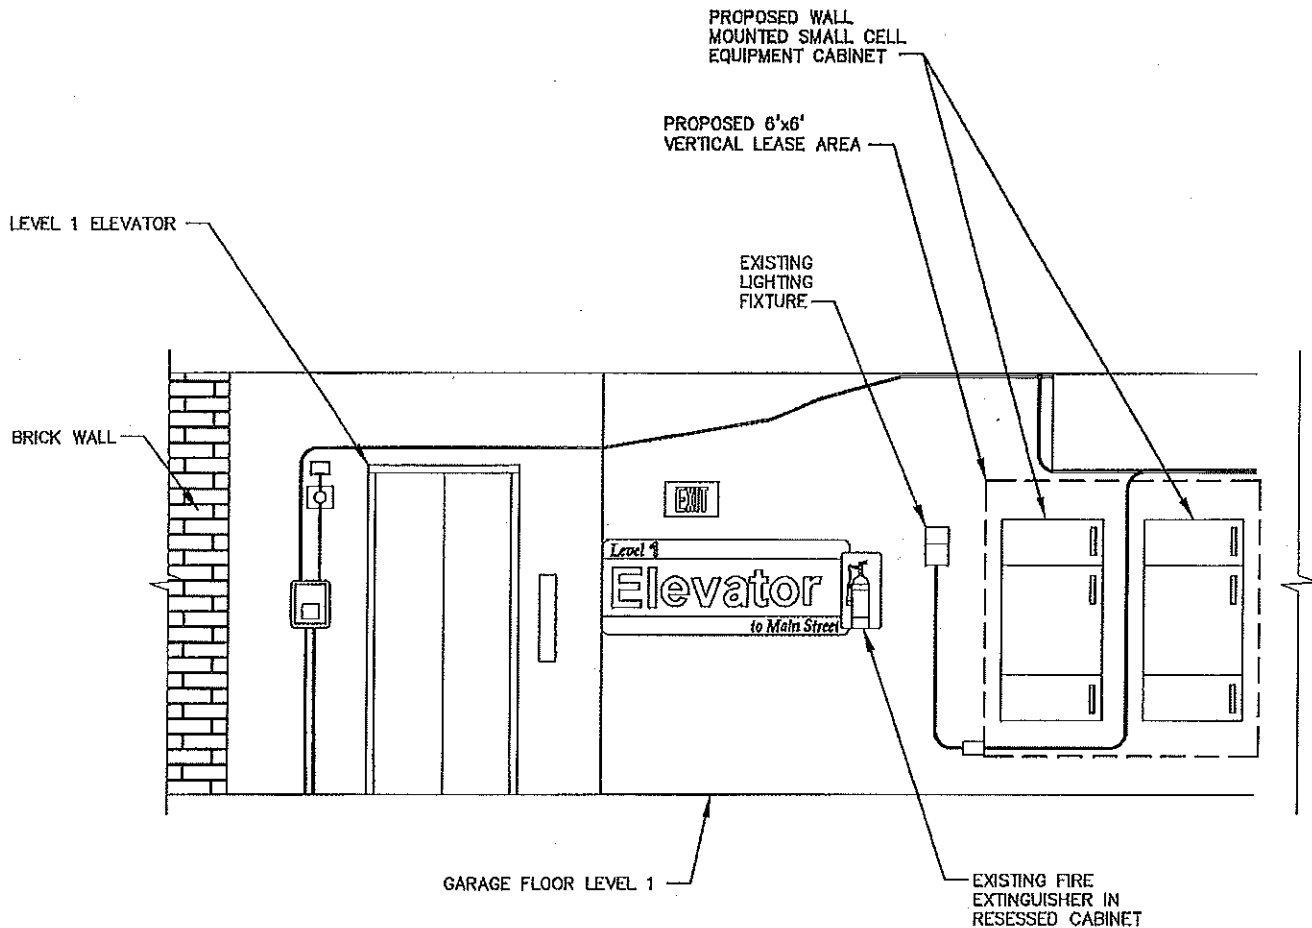 PROPOSED WALL
MOUNTED SMALL CELL
EQUIPMENT CABINET
PROPOSED 6'x6'
VERTICAL LEASE AREA
LEVEL 1 ELEVATOR
EXISTING
LIGHTING
FIXTURE
BRICK WALL
EXIT
Level 1
Elevator
to Main Street
GARAGE FLOOR LEVEL 1
EXISTING FIRE
EXTINGUISHER IN
RESESSED CABINET